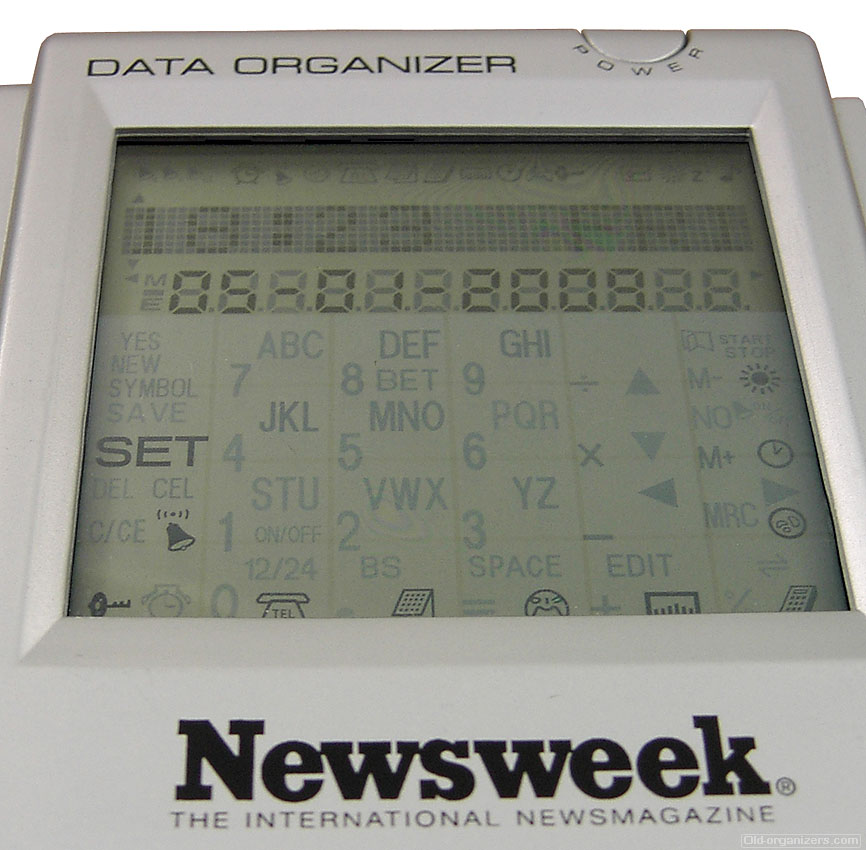 DATA ORGANIZER
POWER
M
E
YES ABC DEF GHI START
NEW STOP
7 8 BET 9 ÷ M-
SYMBOL
SAVE JKL MNO PQR NO ON
SET 4 5 6 × M+
DEL CEL STU VWX YZ
C/CE 1 ON/OFF 2 3 – MRC
12/24 BS SPACE EDIT
0 TEL = + %
Newsweek®
THE INTERNATIONAL NEWSMAGAZINE
Old-organizers.com